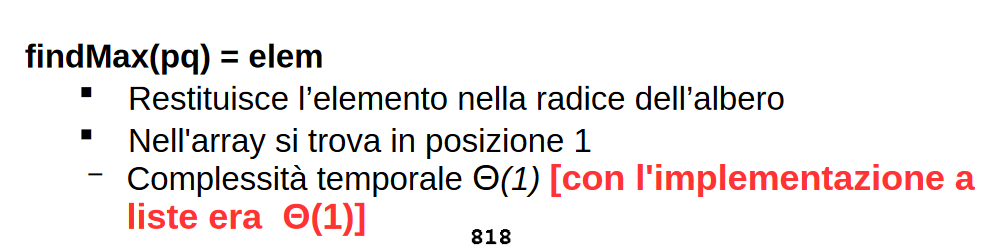 findMax(pq) = elem
▪ Restituisce l’elemento nella radice dell’albero
▪ Nell'array si trova in posizione 1
– Complessità temporale Θ(1) [con l'implementazione a
liste era  Θ(1)]
818